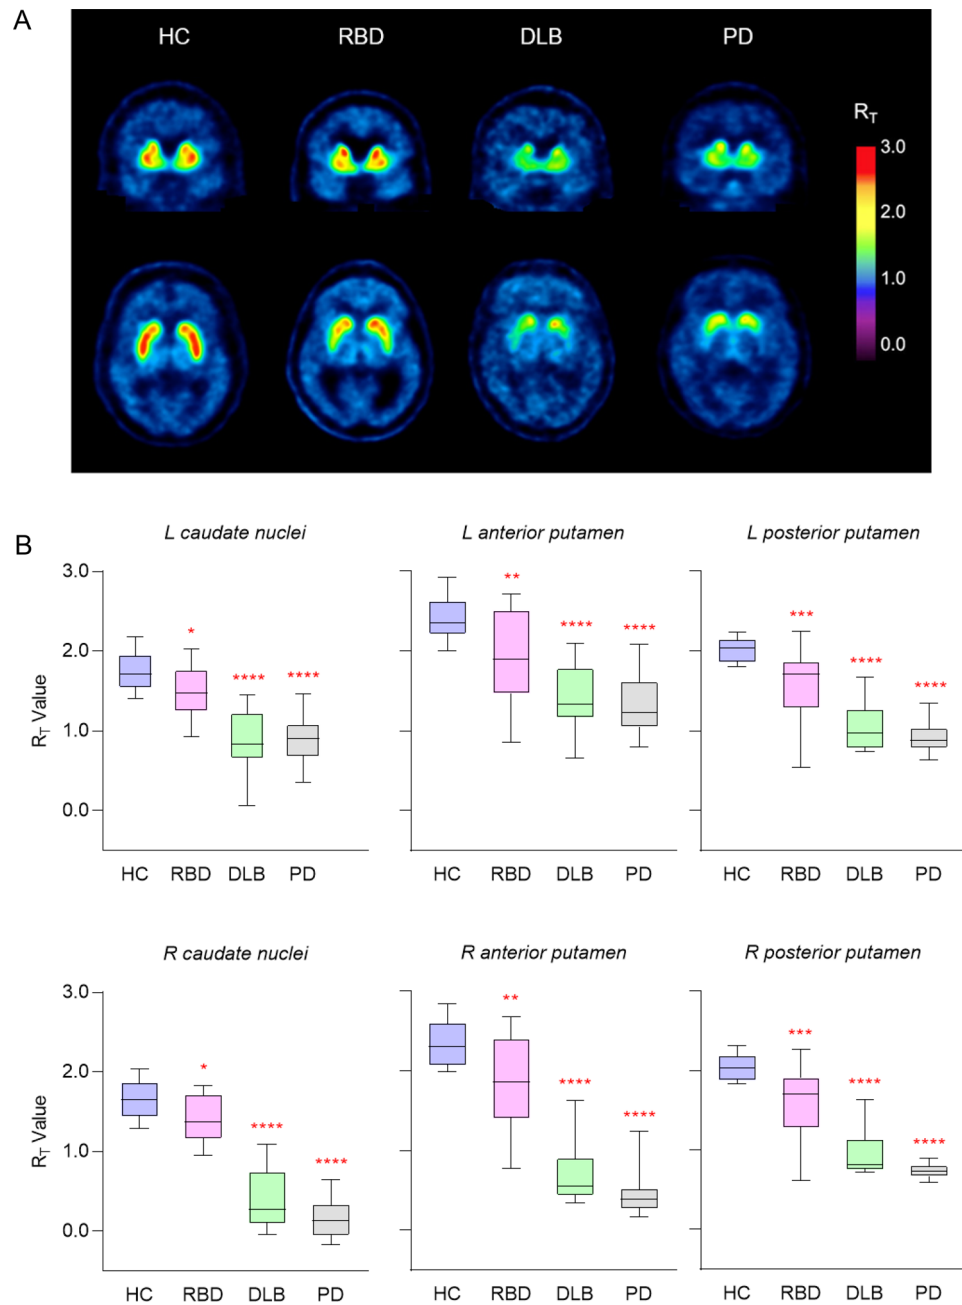 A
HC RBD DLB PD
R_T
3.0
2.0
1.0
0.0
B
L caudate nuclei L anterior putamen L posterior putamen
R_T Value
3.0
2.0
1.0
0.0
* **** ****
** **** ****
*** **** ****
HC RBD DLB PD HC RBD DLB PD HC RBD DLB PD
R caudate nuclei R anterior putamen R posterior putamen
R_T Value
3.0
2.0
1.0
0.0
* **** ****
** **** ****
*** **** ****
HC RBD DLB PD HC RBD DLB PD HC RBD DLB PD